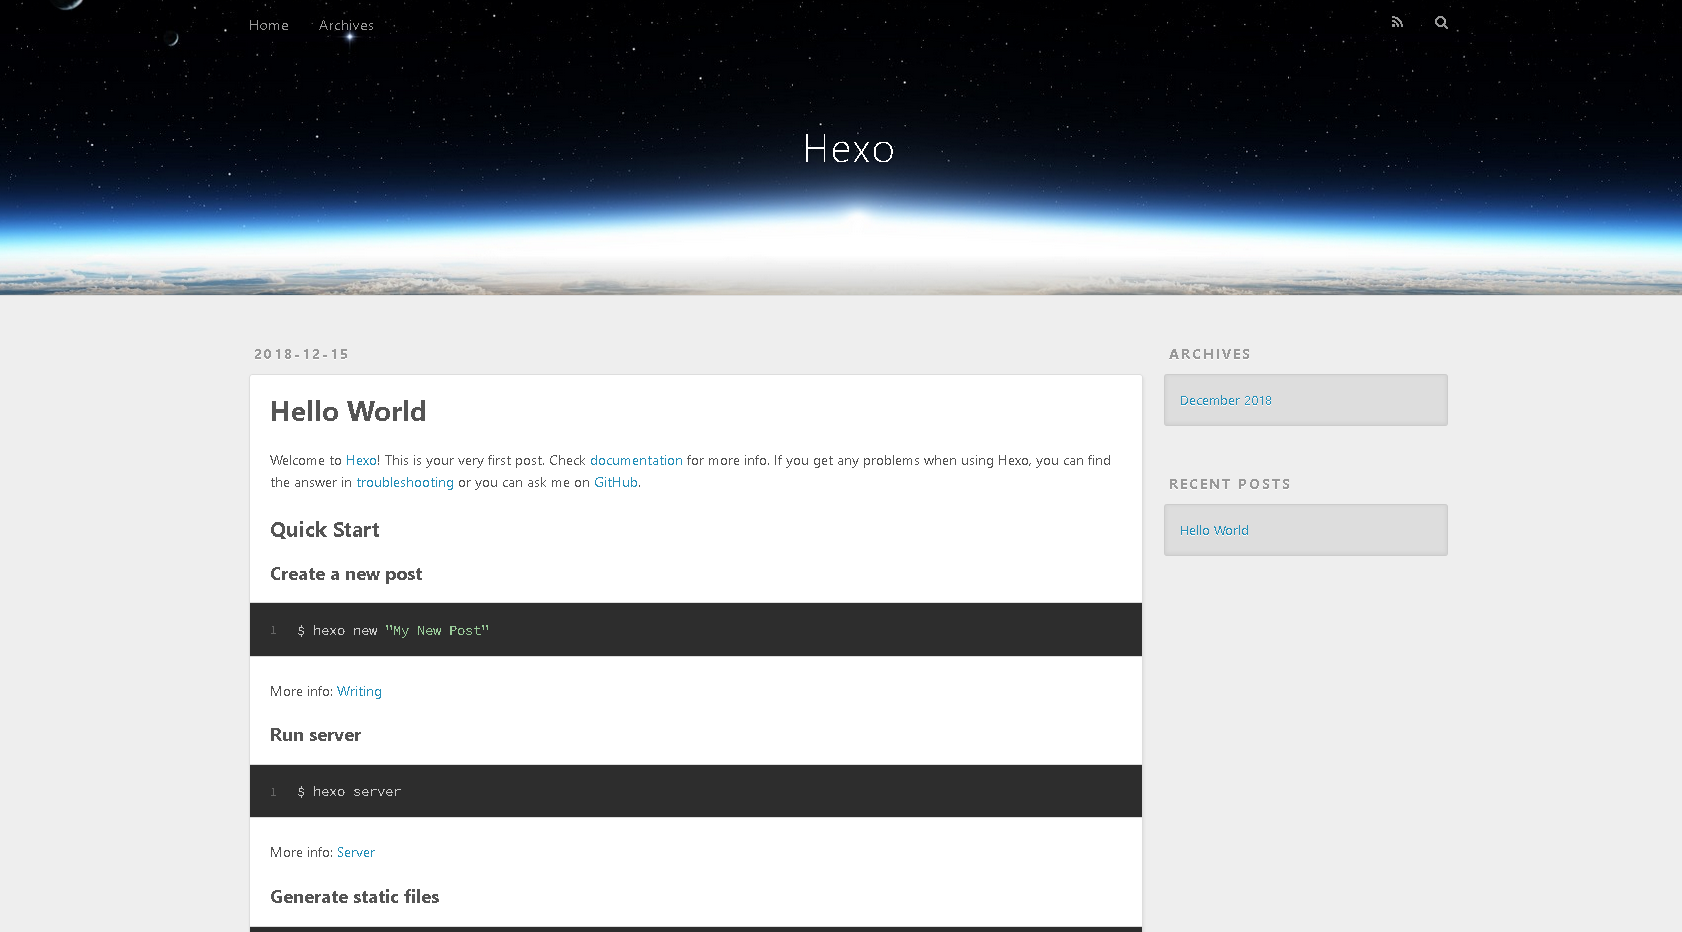 Home Archives
Hexo
2018-12-15
Hello World
Welcome to Hexo! This is your very first post. Check documentation for more info. If you get any problems when using Hexo, you can find
the answer in troubleshooting or you can ask me on GitHub.
Quick Start
Create a new post
1 $ hexo new "My New Post"
More info: Writing
Run server
1 $ hexo server
More info: Server
Generate static files
ARCHIVES
December 2018
RECENT POSTS
Hello World